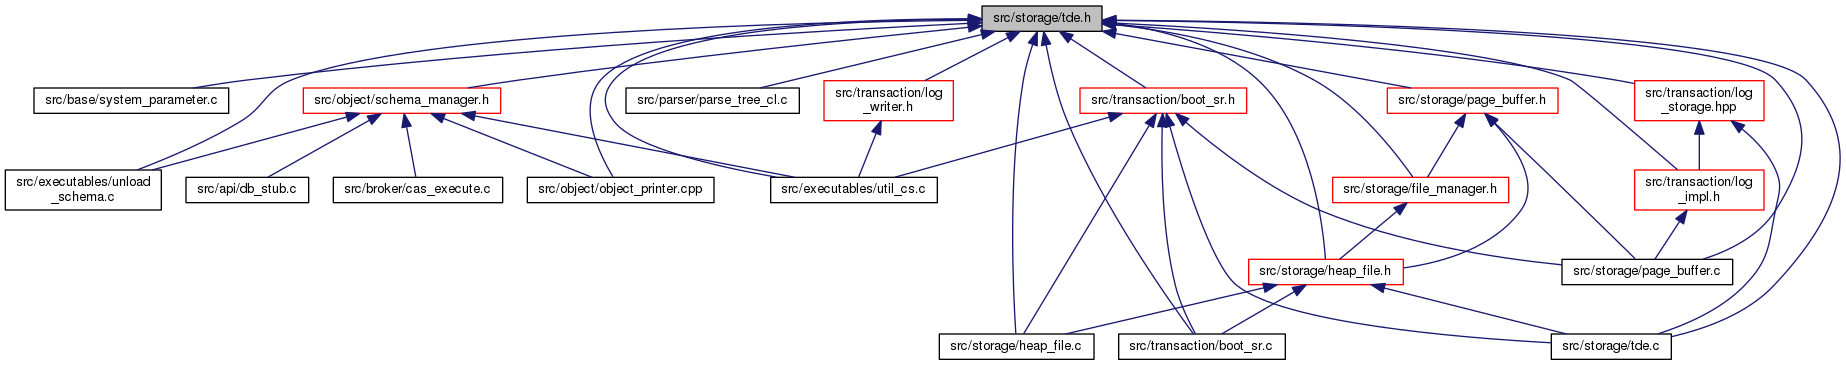 src/storage/tde.h
src/base/system_parameter.c
src/object/schema_manager.h
src/parser/parse_tree_cl.c
src/transaction/log
_writer.h
src/transaction/boot_sr.h
src/storage/page_buffer.h
src/transaction/log
_storage.hpp
src/executables/unload
_schema.c
src/api/db_stub.c
src/broker/cas_execute.c
src/object/object_printer.cpp
src/executables/util_cs.c
src/storage/file_manager.h
src/transaction/log
_impl.h
src/storage/heap_file.h
src/storage/page_buffer.c
src/storage/heap_file.c
src/transaction/boot_sr.c
src/storage/tde.c